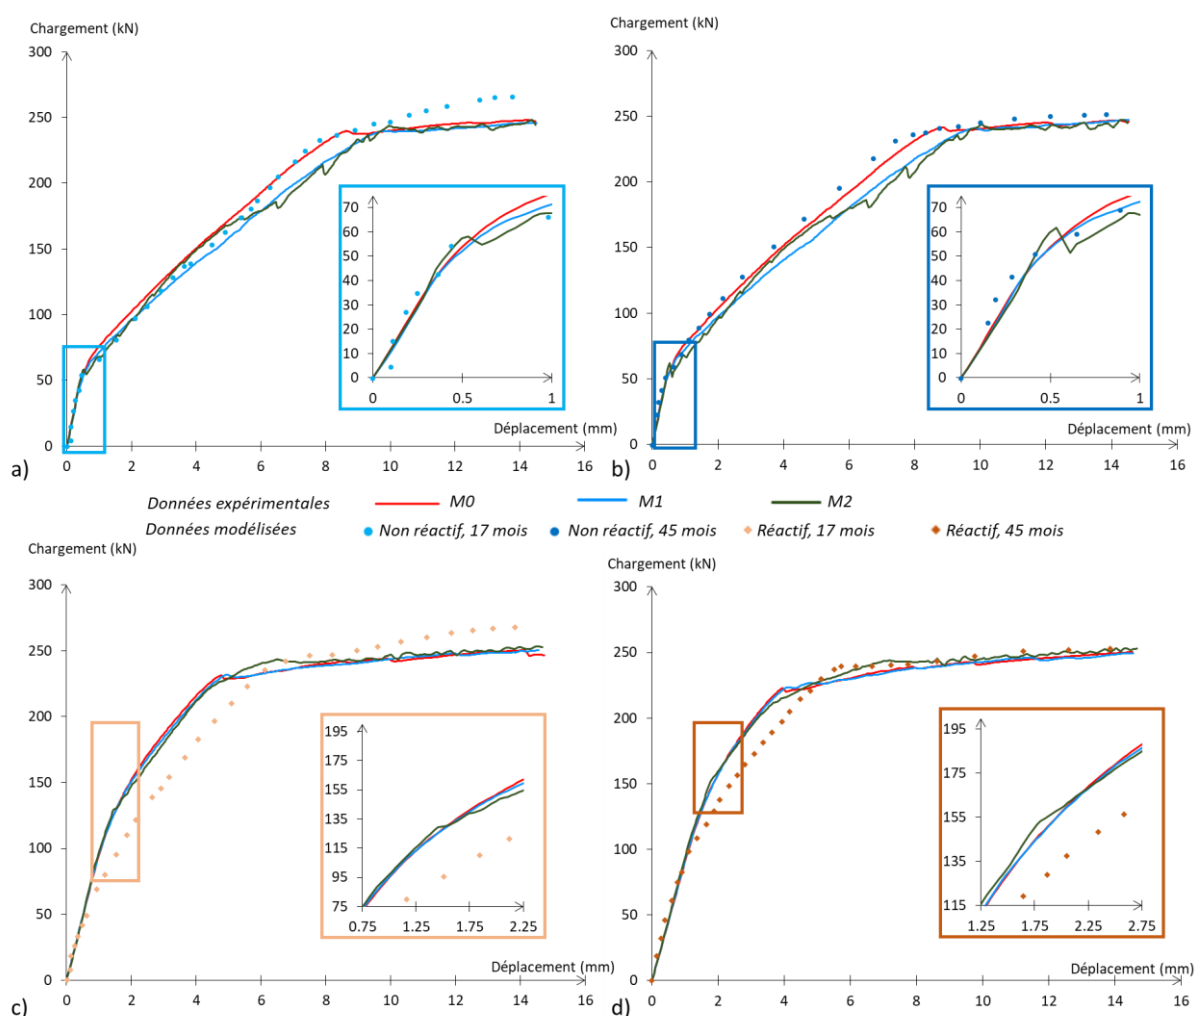 Chargement (kN)
300
250
200
150
100
50
0
70
60
50
40
30
20
10
0
0 0.5 1
Déplacement (mm)
0 2 4 6 8 10 12 14 16
a)
Chargement (kN)
300
250
200
150
100
50
0
70
60
50
40
30
20
10
0
0 0.5 1
Déplacement (mm)
0 2 4 6 8 10 12 14 16
b)
Données expérimentales M0 M1 M2
Données modélisées Non réactif, 17 mois Non réactif, 45 mois Réactif, 17 mois Réactif, 45 mois
Chargement (kN)
300
250
200
150
100
50
0
195
175
155
135
115
95
75
0.75 1.25 1.75 2.25
Déplacement (mm)
0 2 4 6 8 10 12 14 16
c)
Chargement (kN)
300
250
200
150
100
50
0
195
175
155
135
115
1.25 1.75 2.25 2.75
Déplacement (mm)
0 2 4 6 8 10 12 14 16
d)